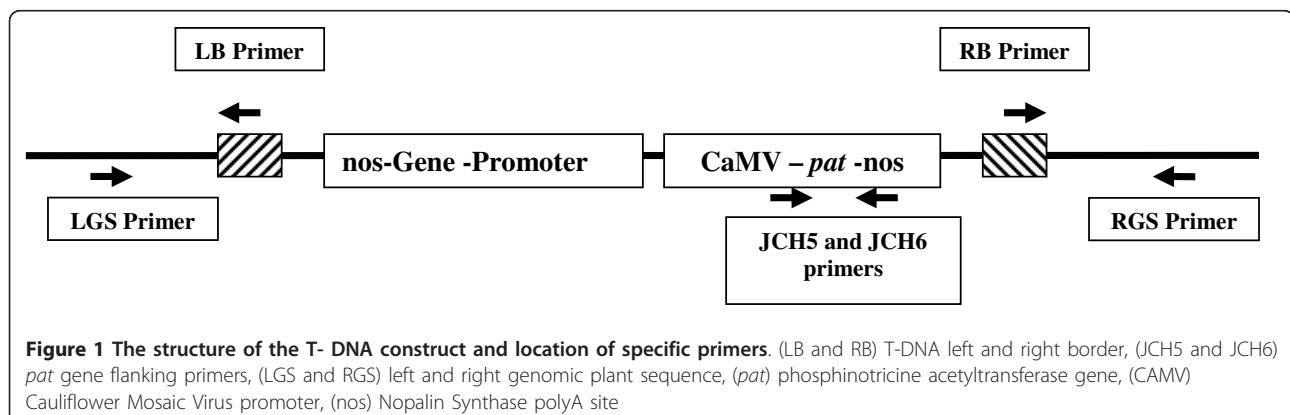 LB Primer
RB Primer
nos-Gene -Promoter
CaMV – pat -nos
LGS Primer
RGS Primer
JCH5 and JCH6
primers
Figure 1 The structure of the T- DNA construct and location of specific primers. (LB and RB) T-DNA left and right border, (JCH5 and JCH6)
pat gene flanking primers, (LGS and RGS) left and right genomic plant sequence, (pat) phosphinotricine acetyltransferase gene, (CAMV)
Cauliflower Mosaic Virus promoter, (nos) Nopalin Synthase polyA site